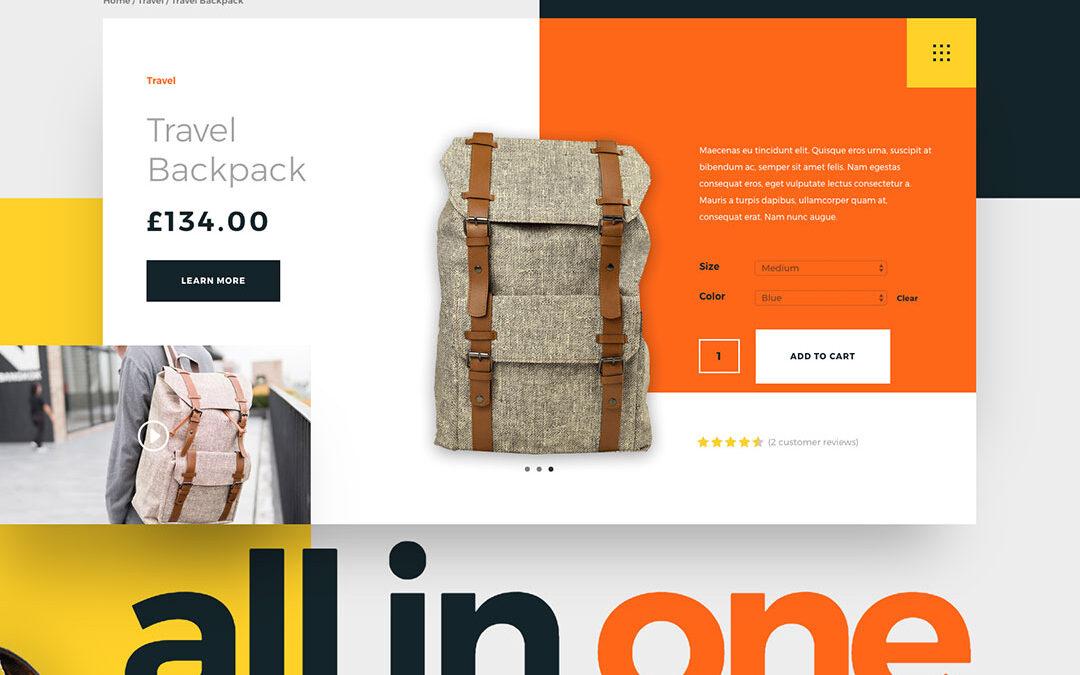 Home / Travel / Travel Backpack
Travel
Travel
Backpack
£134.00
LEARN MORE
Maecenas eu tincidunt elit. Quisque eros urna, suscipit at
bibendum ac, semper sit amet felis. Nam egestas
consequat eros, eget vulputate lectus consectetur a.
Mauris a turpis dapibus, ullamcorper quam at,
consequat erat. Nam nunc augue.
Size Medium
Color Blue Clear
1 ADD TO CART
(2 customer reviews)
all in one